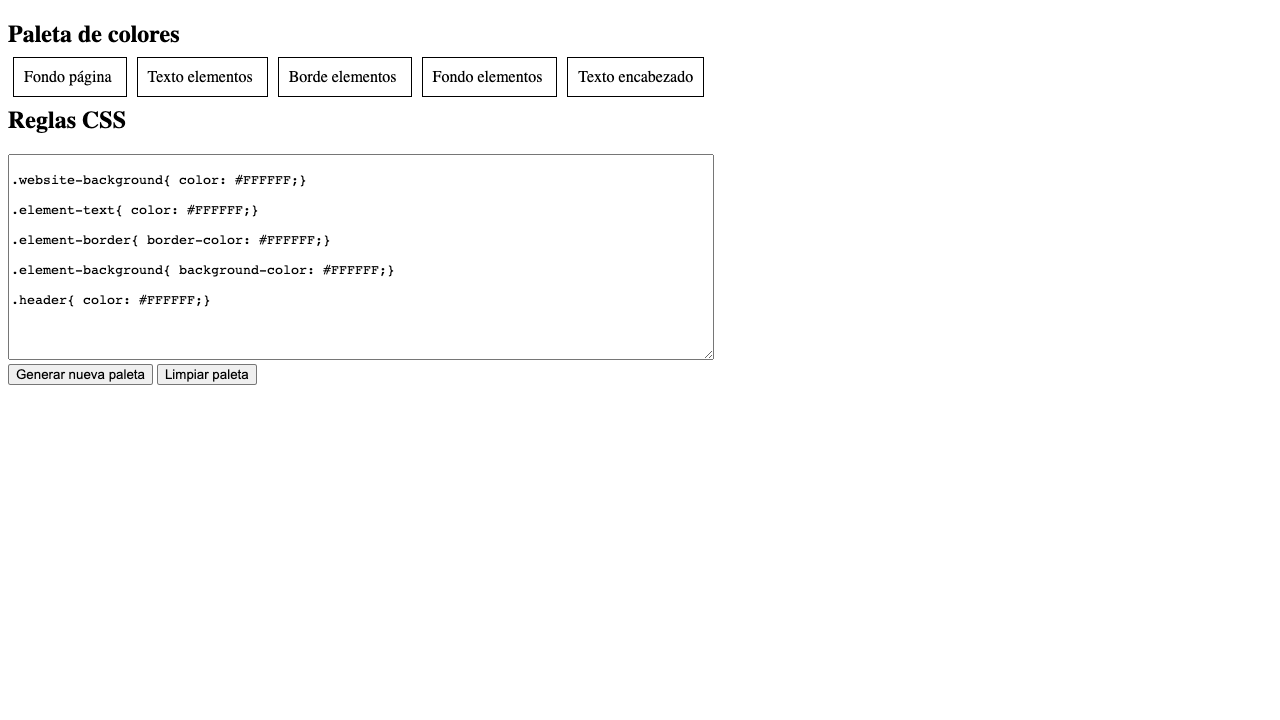 Paleta de colores
Fondo página Texto elementos Borde elementos Fondo elementos Texto encabezado
Reglas CSS
.website-background{ color: #FFFFFF;}
.element-text{ color: #FFFFFF;}
.element-border{ border-color: #FFFFFF;}
.element-background{ background-color: #FFFFFF;}
.header{ color: #FFFFFF;}
Generar nueva paleta Limpiar paleta